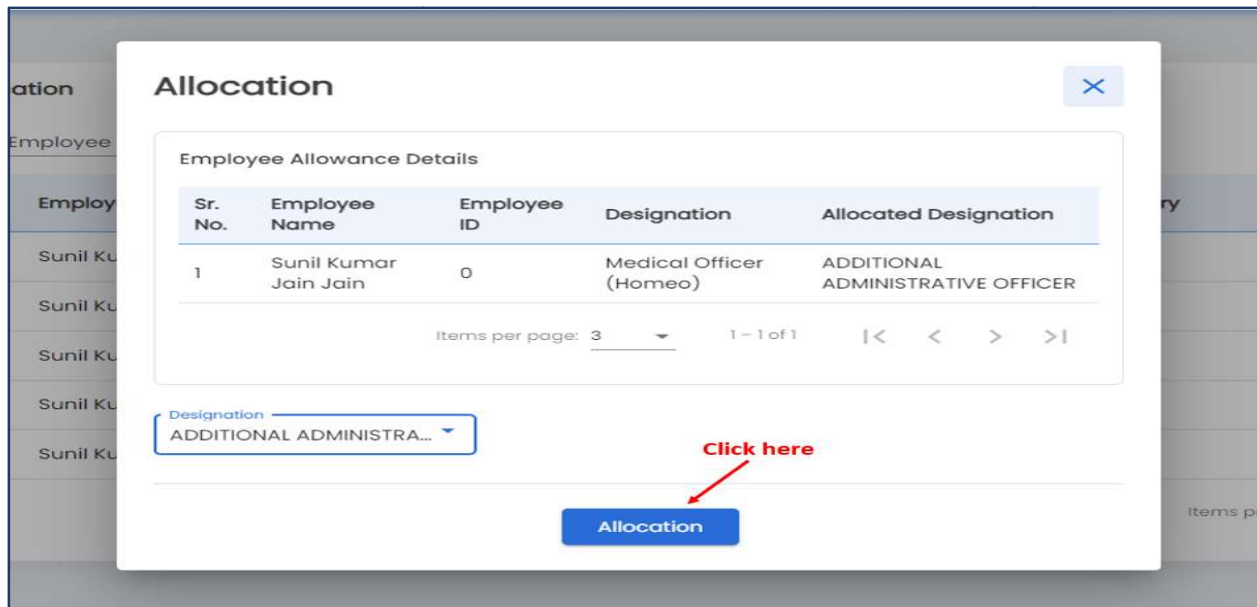 ation
Allocation
Employee
Employee Allowance Details
Sr. No.
Employee Name
Employee ID
Designation
Allocated Designation
1
Sunil Kumar Jain Jain
0
Medical Officer (Homeo)
ADDITIONAL ADMINISTRATIVE OFFICER
Items per page: 3
1 – 1 of 1
Employ
ry
Sunil Ku
Sunil Ku
Sunil Ku
Sunil Ku
Sunil Ku
Designation
ADDITIONAL ADMINISTRA...
Click here
Allocation
Items p